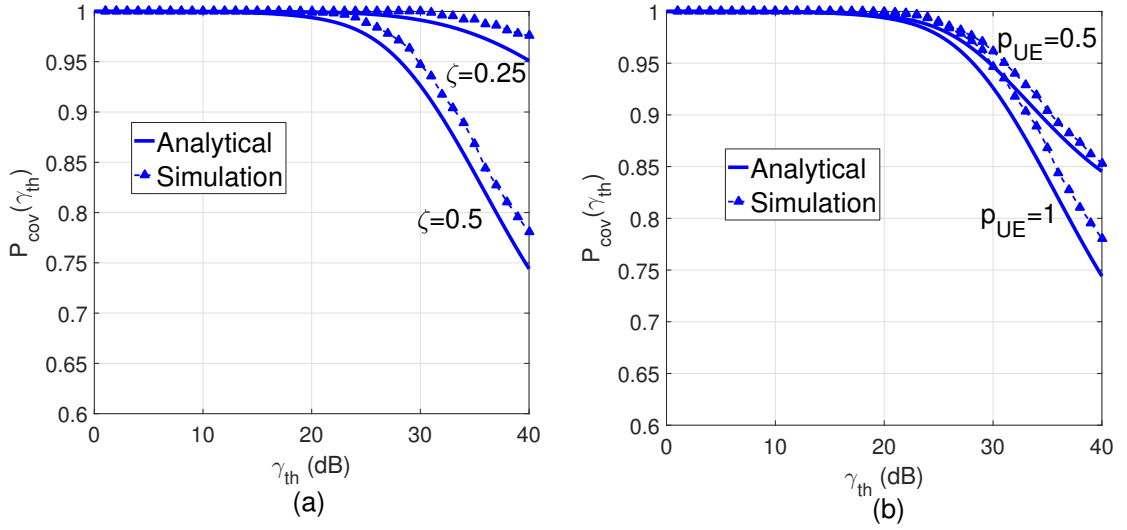 1
0.95
0.9
0.85
0.8
0.75
0.7
0.65
0.6
P_cov(γ_th)
ζ=0.25
Analytical
Simulation
ζ=0.5
0 10 20 30 40
γ_th (dB)
(a)
1
0.95
0.9
0.85
0.8
0.75
0.7
0.65
0.6
P_cov(γ_th)
p_UE=0.5
Analytical
Simulation
p_UE=1
0 10 20 30 40
γ_th (dB)
(b)